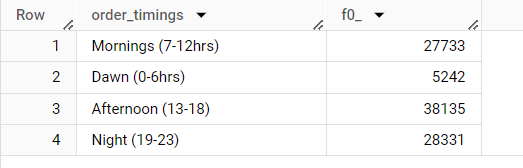 Row order_timings f0_
1 Mornings (7-12hrs) 27733
2 Dawn (0-6hrs) 5242
3 Afternoon (13-18) 38135
4 Night (19-23) 28331